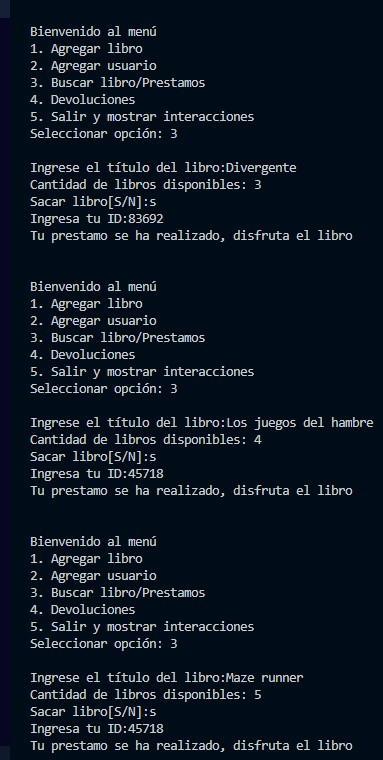 Bienvenido al menú
1. Agregar libro
2. Agregar usuario
3. Buscar libro/Prestamos
4. Devoluciones
5. Salir y mostrar interacciones
Seleccionar opción: 3
Ingrese el título del libro:Divergente
Cantidad de libros disponibles: 3
Sacar libro[S/N]:s
Ingresa tu ID:83692
Tu prestamo se ha realizado, disfruta el libro
Bienvenido al menú
1. Agregar libro
2. Agregar usuario
3. Buscar libro/Prestamos
4. Devoluciones
5. Salir y mostrar interacciones
Seleccionar opción: 3
Ingrese el título del libro:Los juegos del hambre
Cantidad de libros disponibles: 4
Sacar libro[S/N]:s
Ingresa tu ID:45718
Tu prestamo se ha realizado, disfruta el libro
Bienvenido al menú
1. Agregar libro
2. Agregar usuario
3. Buscar libro/Prestamos
4. Devoluciones
5. Salir y mostrar interacciones
Seleccionar opción: 3
Ingrese el título del libro:Maze runner
Cantidad de libros disponibles: 5
Sacar libro[S/N]:s
Ingresa tu ID:45718
Tu prestamo se ha realizado, disfruta el libro